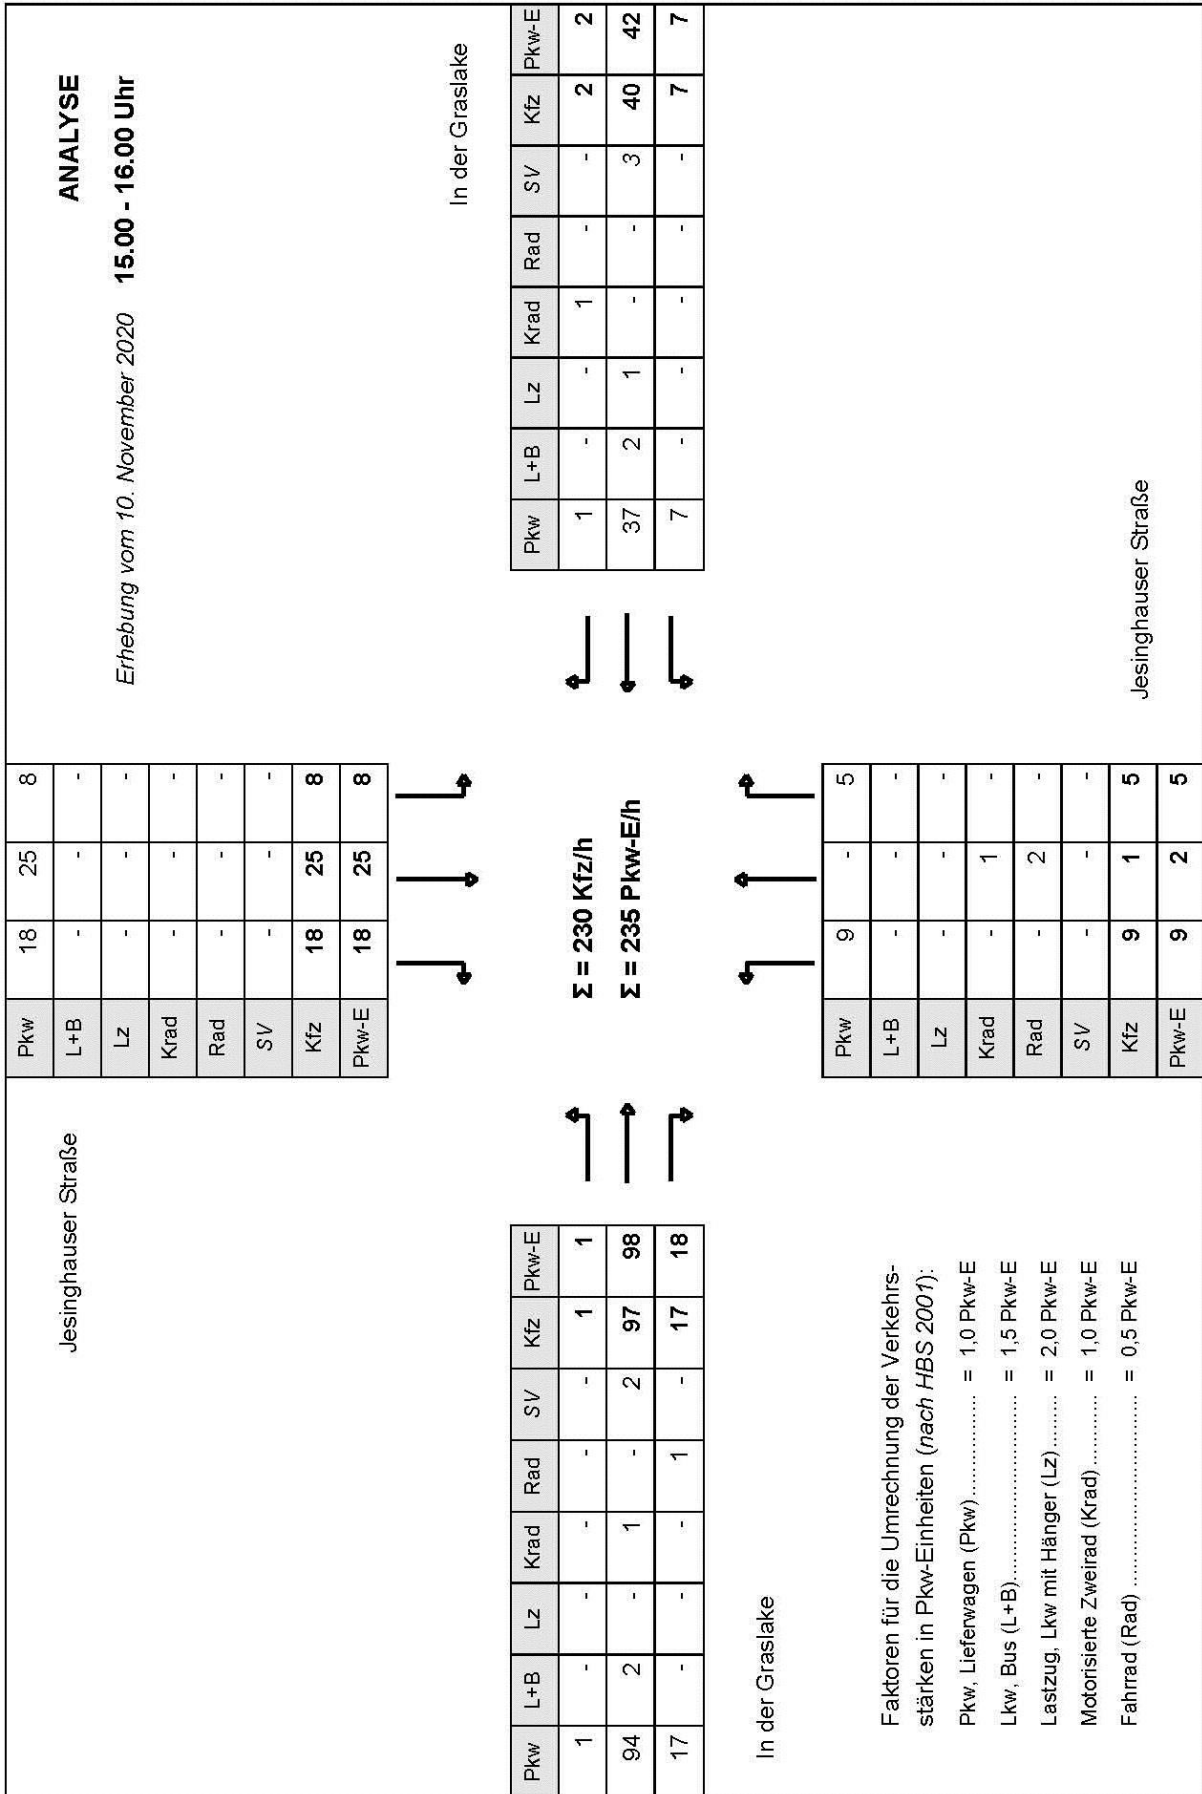 ANALYSE
Erhebung vom 10. November 2020 15.00 - 16.00 Uhr
Jesinghauser Straße
Pkw 18 25 8
L+B - - -
Lz - - -
Krad - - -
Rad - - -
SV - - -
Kfz 18 25 8
Pkw-E 18 25 8
In der Graslake
Pkw L+B Lz Krad Rad SV Kfz Pkw-E
1 - - 1 - - 2 2
37 2 1 - - 3 40 42
7 - - - - - 7 7
Σ = 230 Kfz/h
Σ = 235 Pkw-E/h
Pkw L+B Lz Krad Rad SV Kfz Pkw-E
1 - - - - - 1 1
94 2 - 1 - 2 97 98
17 - - - 1 - 17 18
In der Graslake
Pkw 9 - 5
L+B - - -
Lz - - -
Krad - 1 -
Rad - 2 -
SV - - -
Kfz 9 1 5
Pkw-E 9 2 5
Jesinghauser Straße
Faktoren für die Umrechnung der Verkehrs-
stärken in Pkw-Einheiten (nach HBS 2001):
Pkw, Lieferwagen (Pkw)................. = 1,0 Pkw-E
Lkw, Bus (L+B)............................. = 1,5 Pkw-E
Lastzug, Lkw mit Hänger (Lz)......... = 2,0 Pkw-E
Motorisierte Zweirad (Krad)............ = 1,0 Pkw-E
Fahrrad (Rad) ............................... = 0,5 Pkw-E